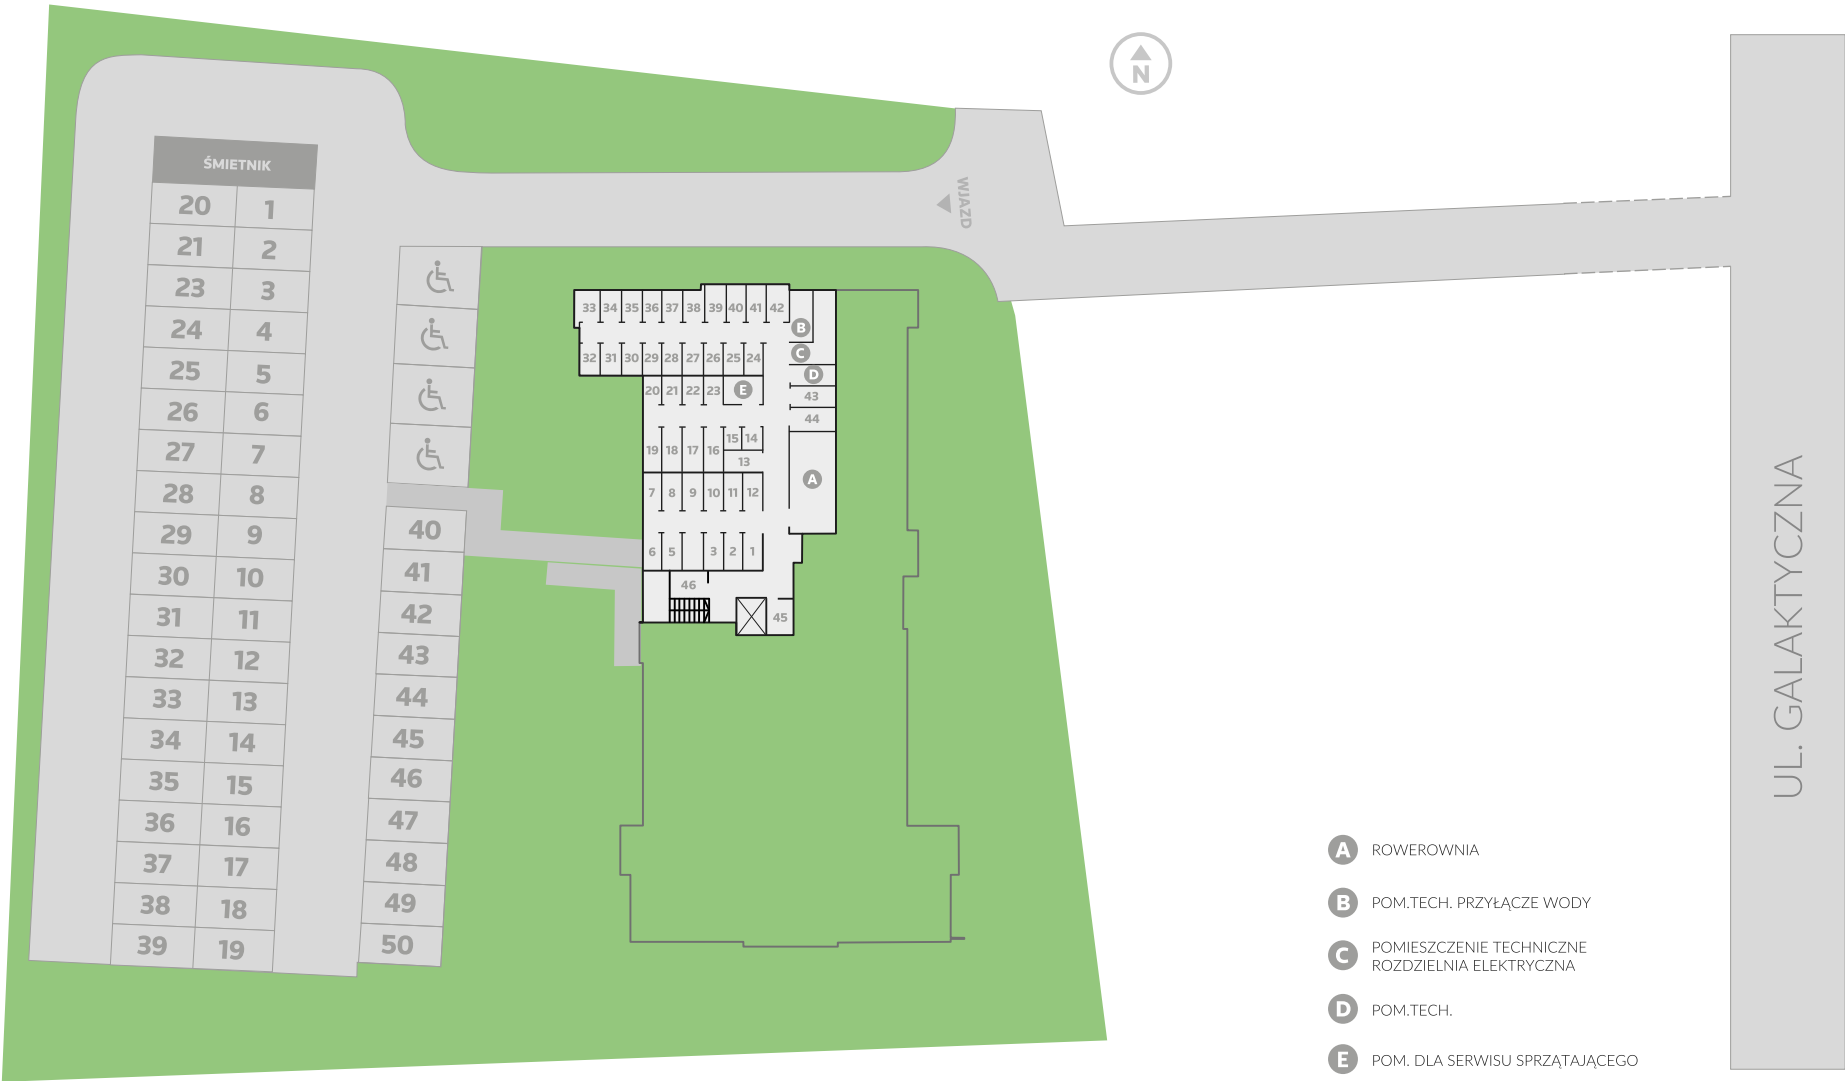 N
ŚMIETNIK
WJAZD
20 1
21 2
23 3
24 4
25 5
26 6
27 7
28 8
29 9
30 10
31 11
32 12
33 13
34 14
35 15
36 16
37 17
38 18
39 19
40
41
42
43
44
45
46
47
48
49
50
33 34 35 36 37 38 39 40 41 42
B
C
32 31 30 29 28 27 26 25 24
D
20 21 22 23 E
43
44
15 14
19 18 17 16
13
A
7 8 9 10 11 12
6 5 3 2 1
46
45
UL. GALAKTYCZNA
A ROWEROWNIA
B POM.TECH. PRZYŁĄCZE WODY
C POMIESZCZENIE TECHNICZNE
ROZDZIELNIA ELEKTRYCZNA
D POM.TECH.
E POM. DLA SERWISU SPRZĄTAJĄCEGO